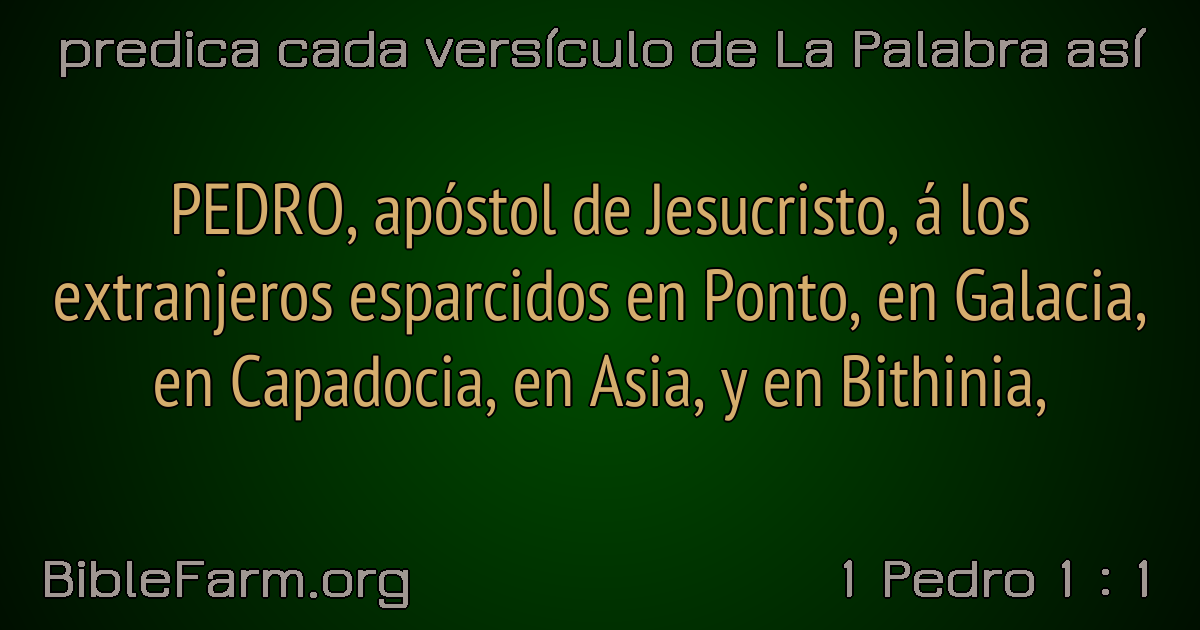 predica cada versículo de La Palabra así
PEDRO, apóstol de Jesucristo, á los
extranjeros esparcidos en Ponto, en Galacia,
en Capadocia, en Asia, y en Bithinia,
BibleFarm.org
1 Pedro 1 : 1